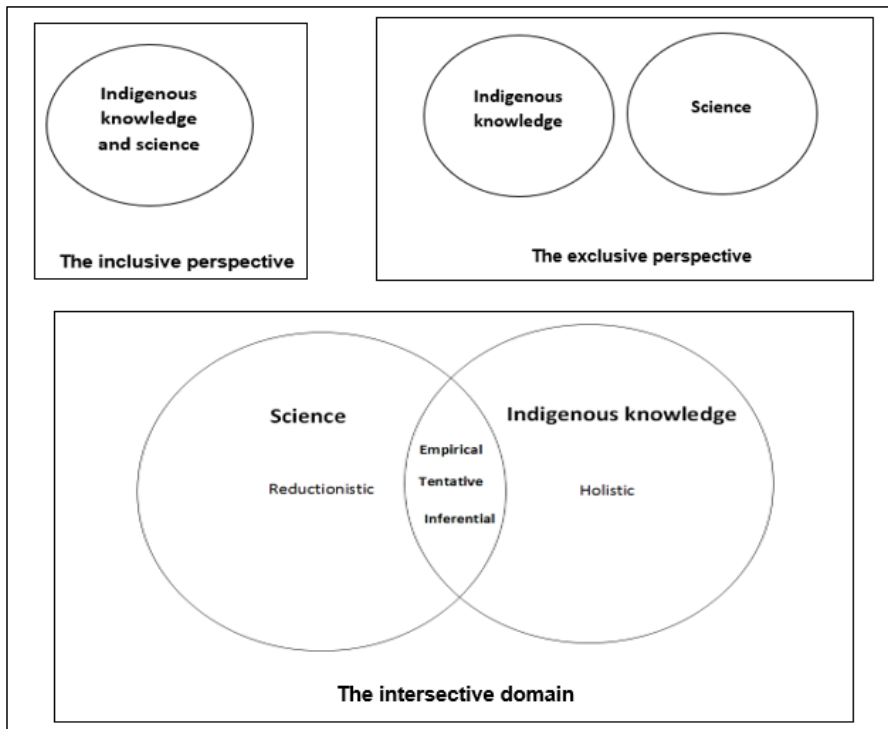 Indigenous
knowledge
and science
The inclusive perspective
Indigenous
knowledge
Science
The exclusive perspective
Science
Indigenous knowledge
Empirical
Tentative
Inferential
Reductionistic
Holistic
The intersective domain